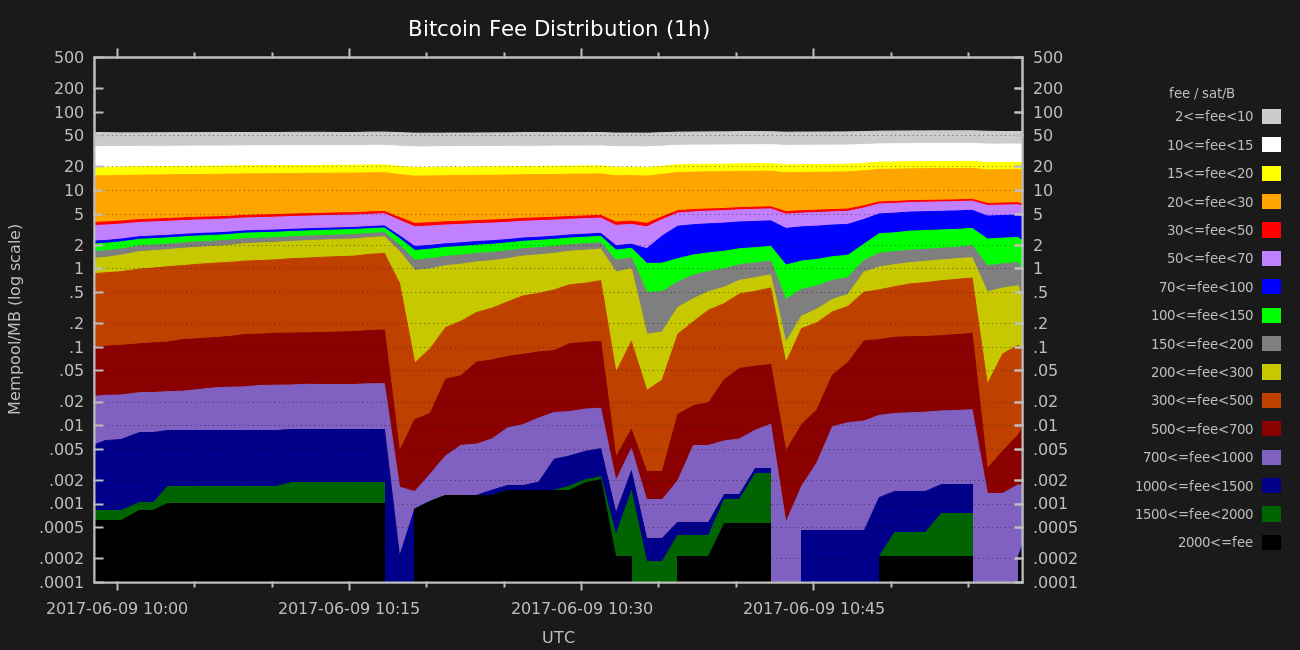 Bitcoin Fee Distribution (1h)
Mempool/MB (log scale)
500
200
100
50
20
10
5
2
1
.5
.2
.1
.05
.02
.01
.005
.002
.001
.0005
.0002
.0001
500
200
100
50
20
10
5
2
1
.5
.2
.1
.05
.02
.01
.005
.002
.001
.0005
.0002
.0001
2017-06-09 10:00 2017-06-09 10:15 2017-06-09 10:30 2017-06-09 10:45
UTC
fee / sat/B
2<=fee<10
10<=fee<15
15<=fee<20
20<=fee<30
30<=fee<50
50<=fee<70
70<=fee<100
100<=fee<150
150<=fee<200
200<=fee<300
300<=fee<500
500<=fee<700
700<=fee<1000
1000<=fee<1500
1500<=fee<2000
2000<=fee